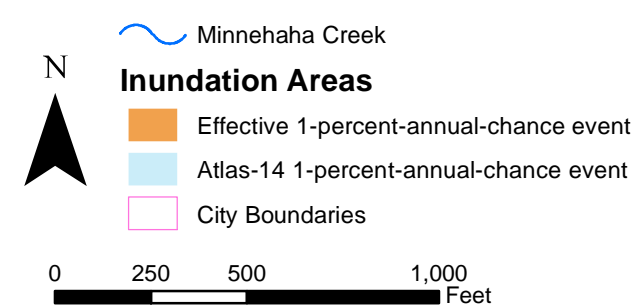 Minnehaha Creek
N
Inundation Areas
Effective 1-percent-annual-chance event
Atlas-14 1-percent-annual-chance event
City Boundaries
0 250 500 1,000
Feet